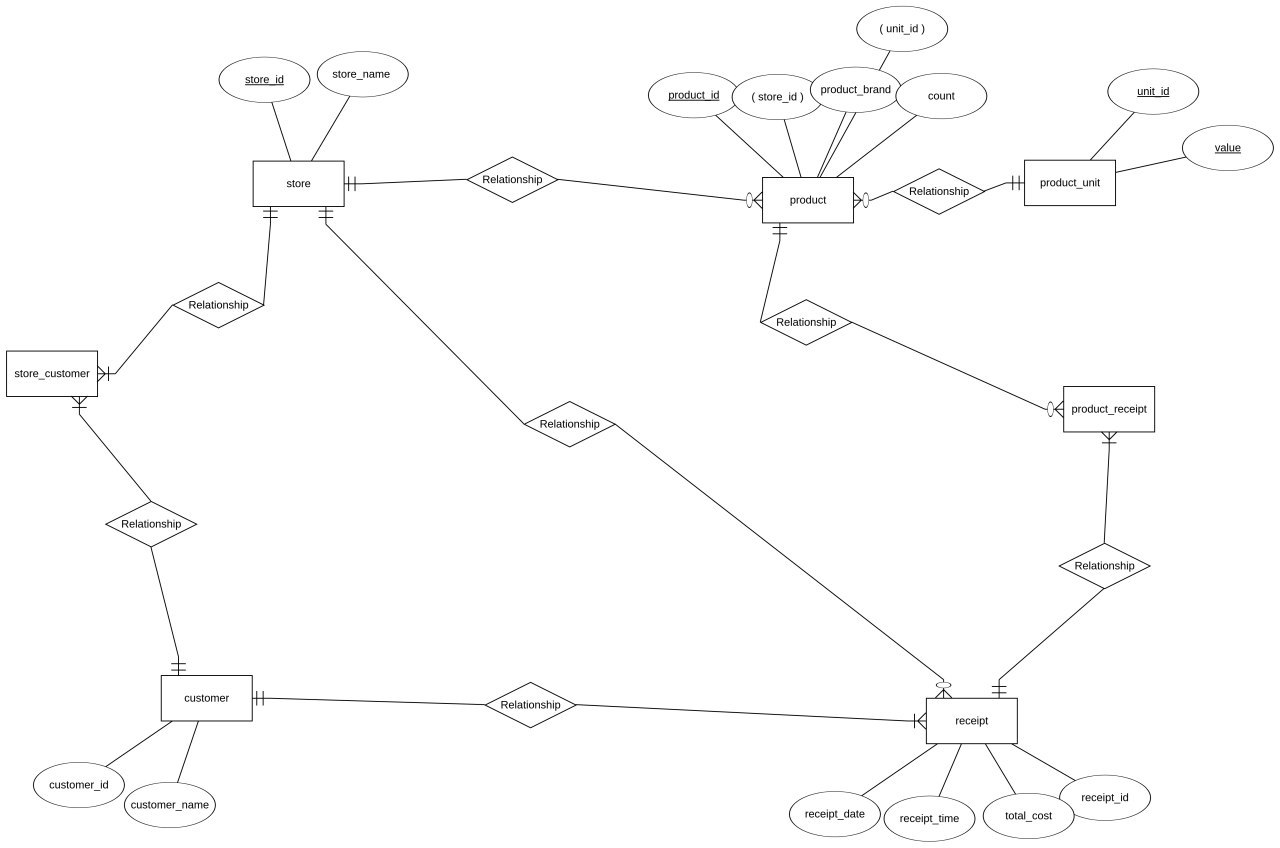 ( unit_id )
store_id
store_name
product_id
( store_id )
product_brand
count
unit_id
value
store
Relationship
product
Relationship
product_unit
Relationship
Relationship
store_customer
Relationship
product_receipt
Relationship
Relationship
customer
Relationship
receipt
customer_id
customer_name
receipt_date
receipt_time
total_cost
receipt_id